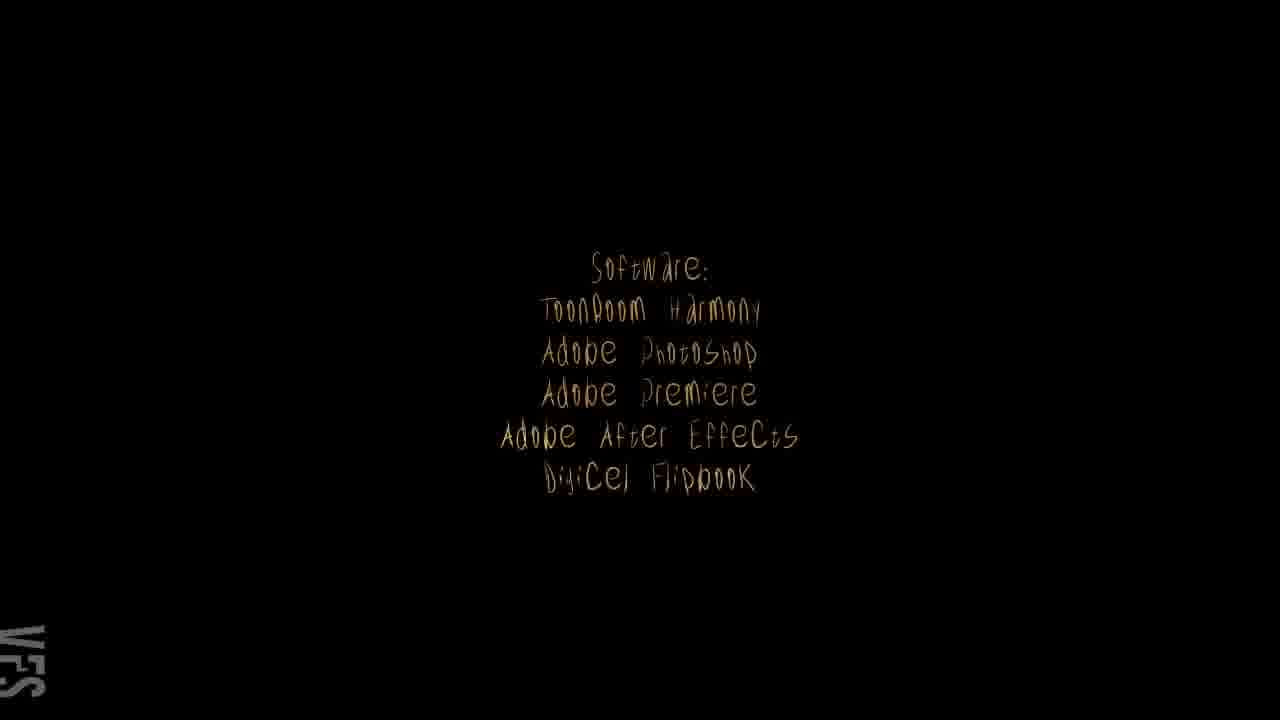 Software:
ToonBoom Harmony
Adobe Photoshop
Adobe Premiere
Adobe After Effects
DigiCel Flipbook
VFS